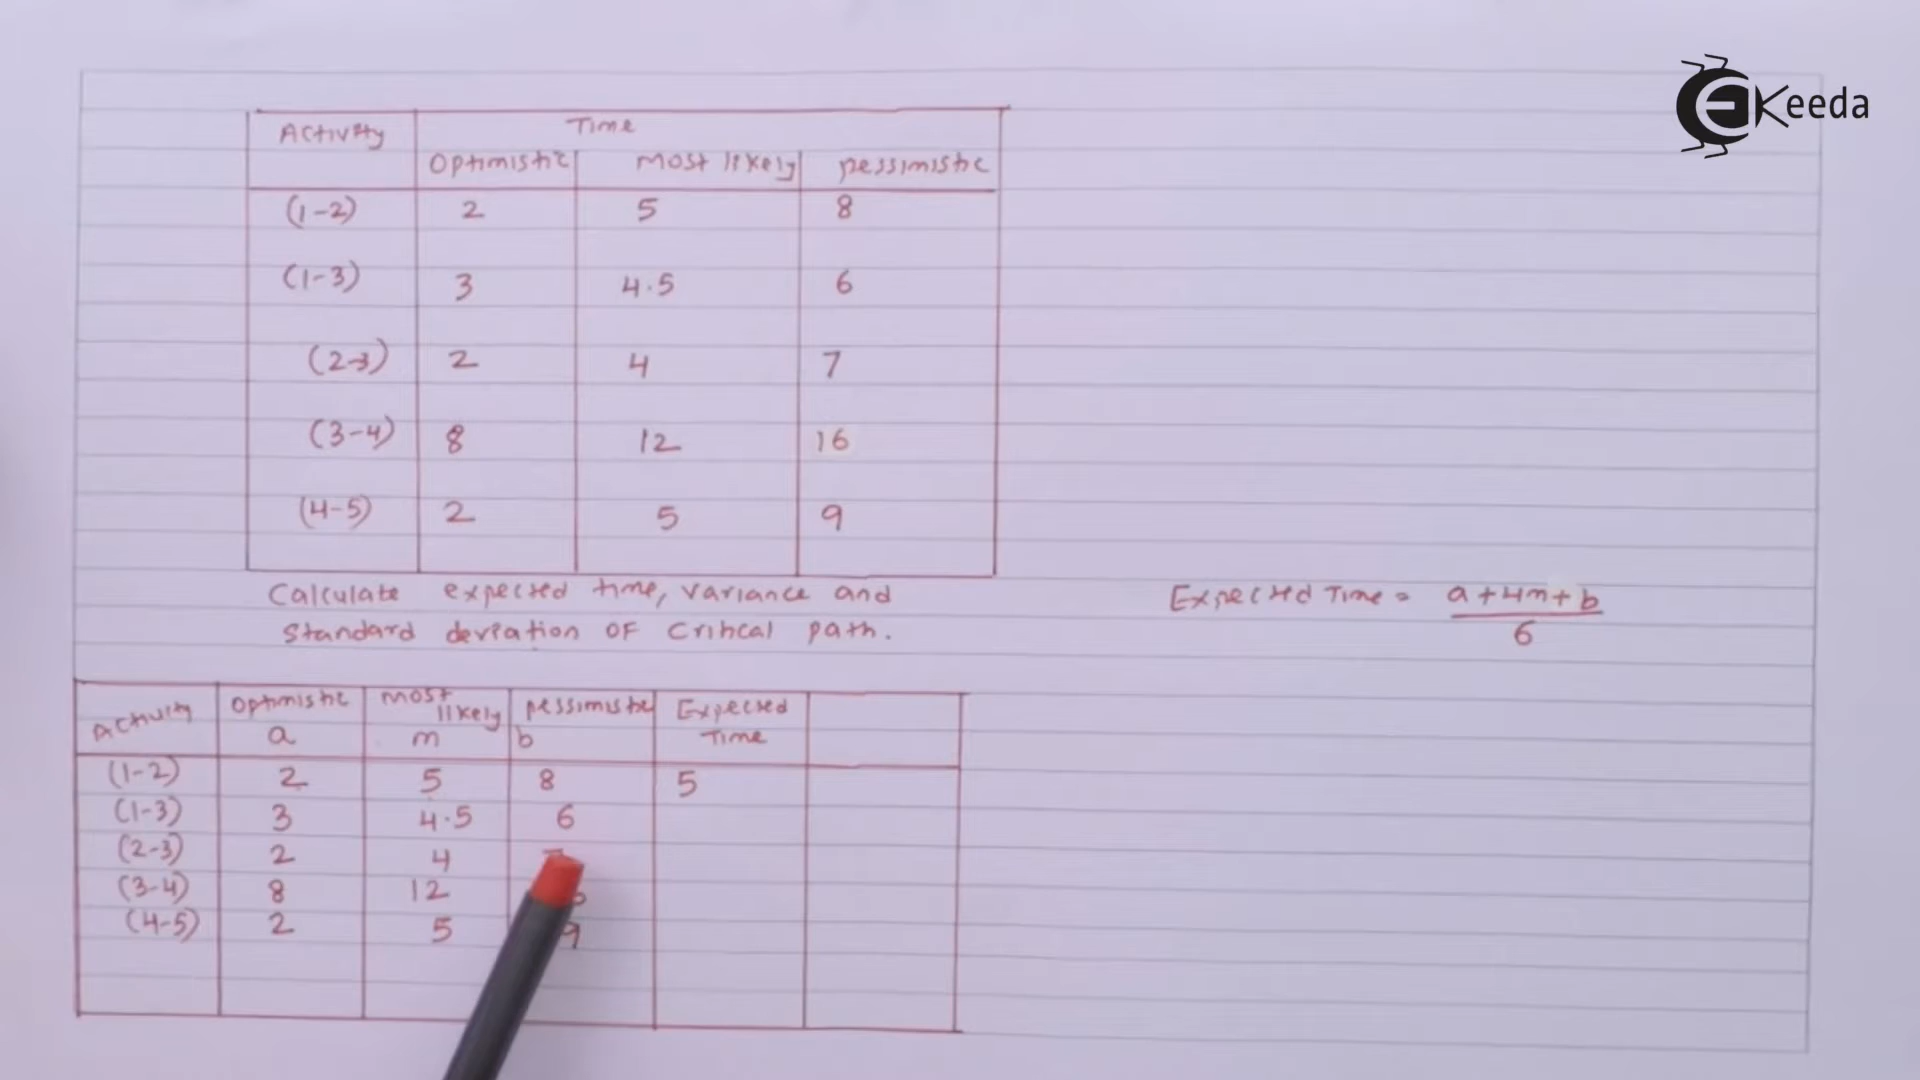 EKeeda
Activity Time
Optimistic Most likely pessimistic
(1-2) 2 5 8
(1-3) 3 4.5 6
(2-3) 2 4 7
(3-4) 8 12 16
(4-5) 2 5 9
Calculate expected time, variance and
standard deviation of critical path.
Expected Time = a+4m+b
6
Activity Optimistic most likely pessimistic Expected
a m b Time
(1-2) 2 5 8 5
(1-3) 3 4.5 6
(2-3) 2 4
(3-4) 8 12
(4-5) 2 5 9